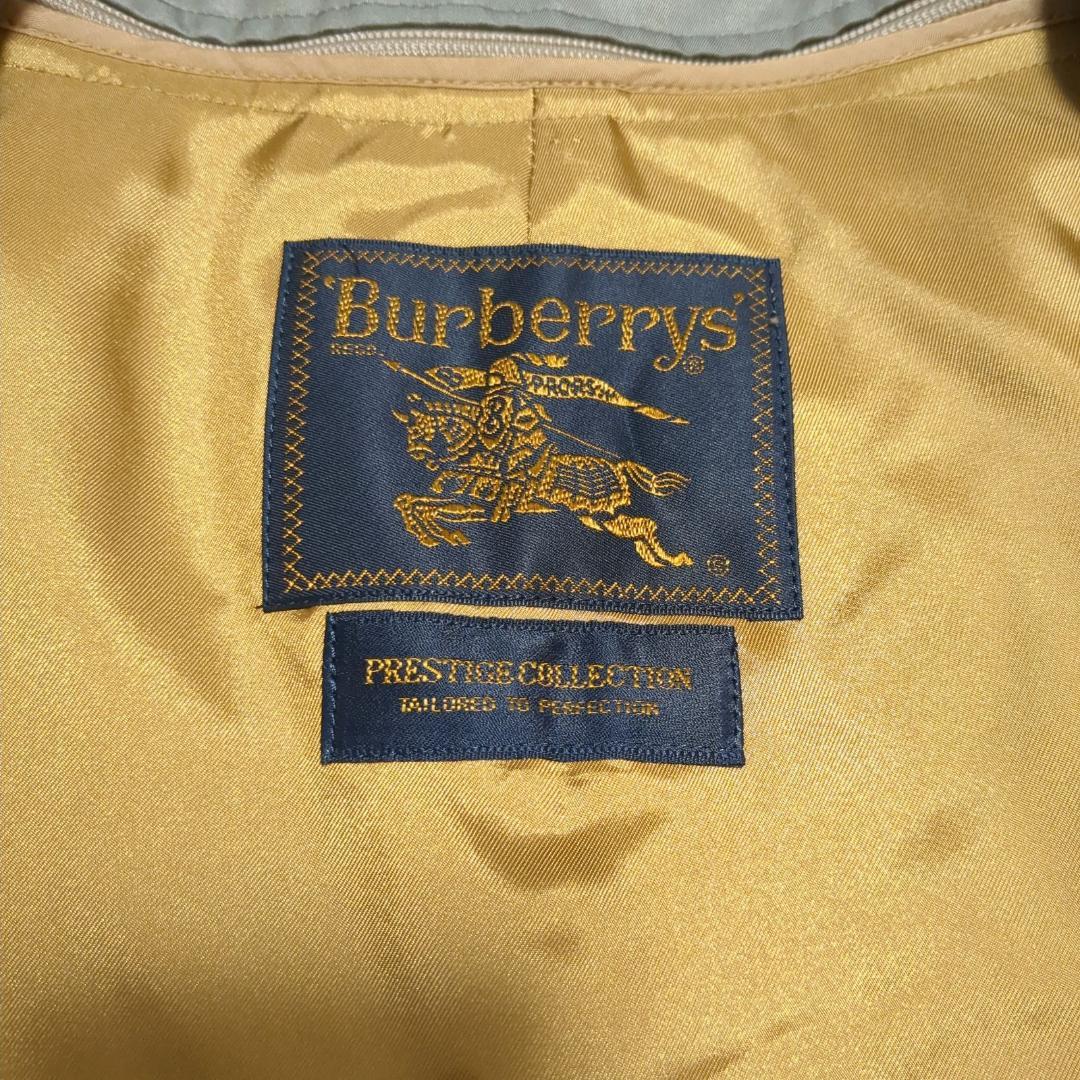 'Burberrys'®
REGD.
PRORSUM
B
®
PRESTIGE COLLECTION
TAILORED TO PERFECTION